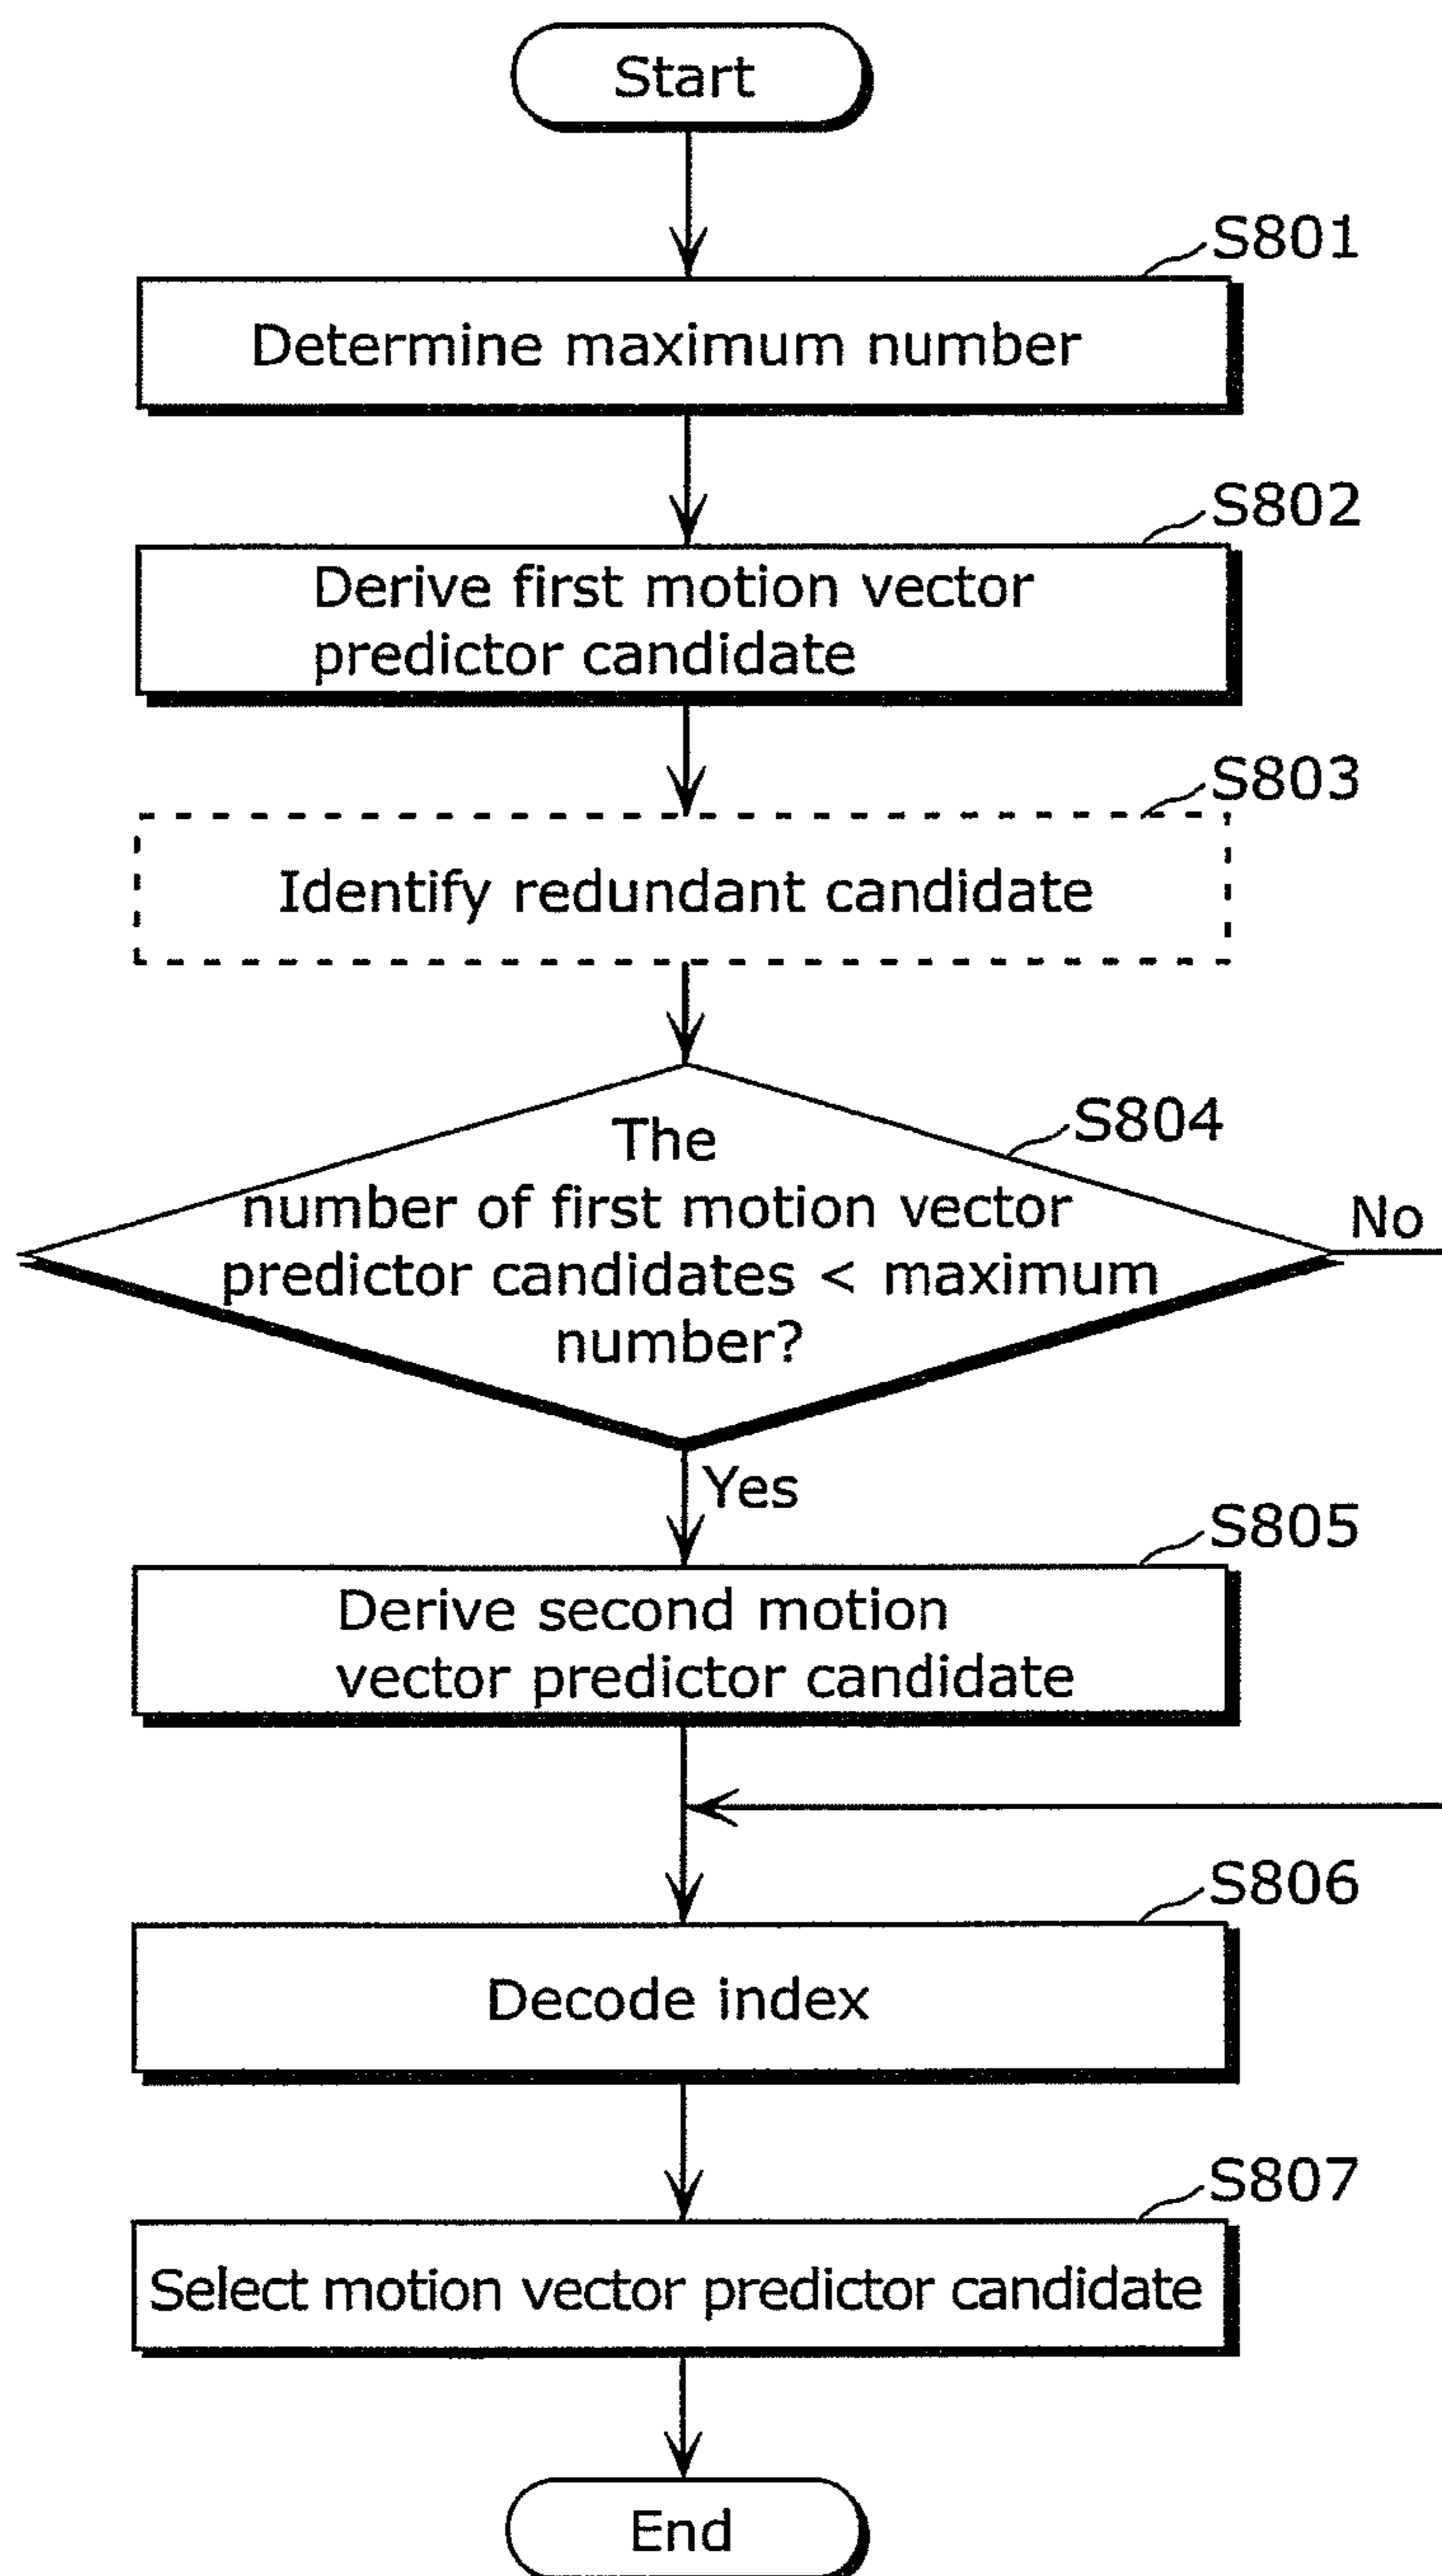 Start
S801
Determine maximum number
S802
Derive first motion vector
predictor candidate
S803
Identify redundant candidate
S804
The
number of first motion vector
predictor candidates < maximum
number?
No
Yes
S805
Derive second motion
vector predictor candidate
S806
Decode index
S807
Select motion vector predictor candidate
End